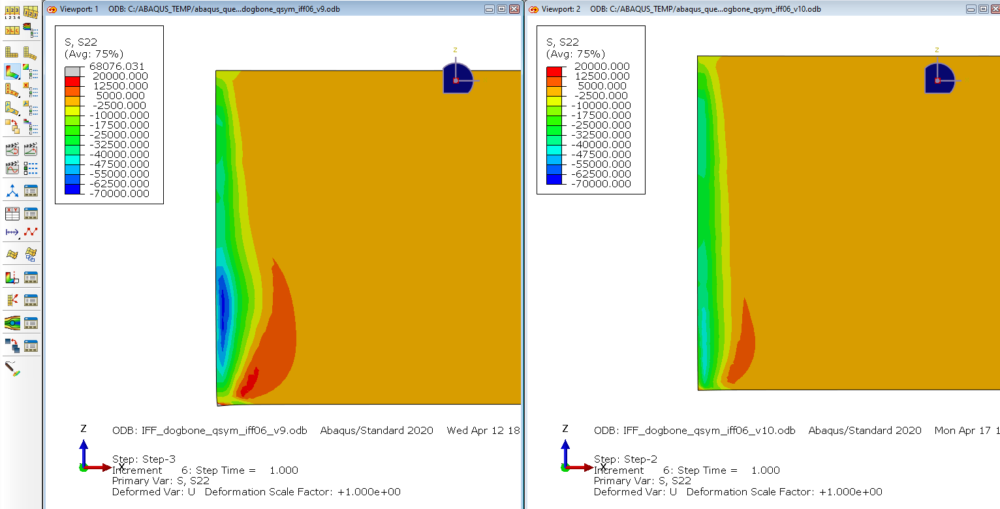 Viewport: 1 ODB: C:/ABAQUS_TEMP/abaqus_que...dogbone_qsym_iff06_v9.odb
S, S22
(Avg: 75%)
68076.031
20000.000
12500.000
5000.000
-2500.000
-10000.000
-17500.000
-25000.000
-32500.000
-40000.000
-47500.000
-55000.000
-62500.000
-70000.000
Z
Z
X
ODB: IFF_dogbone_qsym_iff06_v9.odb Abaqus/Standard 2020 Wed Apr 12 18
Step: Step-3
Increment 6: Step Time = 1.000
Primary Var: S, S22
Deformed Var: U Deformation Scale Factor: +1.000e+00
Viewport: 2 ODB: C:/ABAQUS_TEMP/abaqus_que...ogbone_qsym_iff06_v10.odb
S, S22
(Avg: 75%)
20000.000
12500.000
5000.000
-2500.000
-10000.000
-17500.000
-25000.000
-32500.000
-40000.000
-47500.000
-55000.000
-62500.000
-70000.000
Z
Z
X
ODB: IFF_dogbone_qsym_iff06_v10.odb Abaqus/Standard 2020 Mon Apr 17 1
Step: Step-2
Increment 6: Step Time = 1.000
Primary Var: S, S22
Deformed Var: U Deformation Scale Factor: +1.000e+00